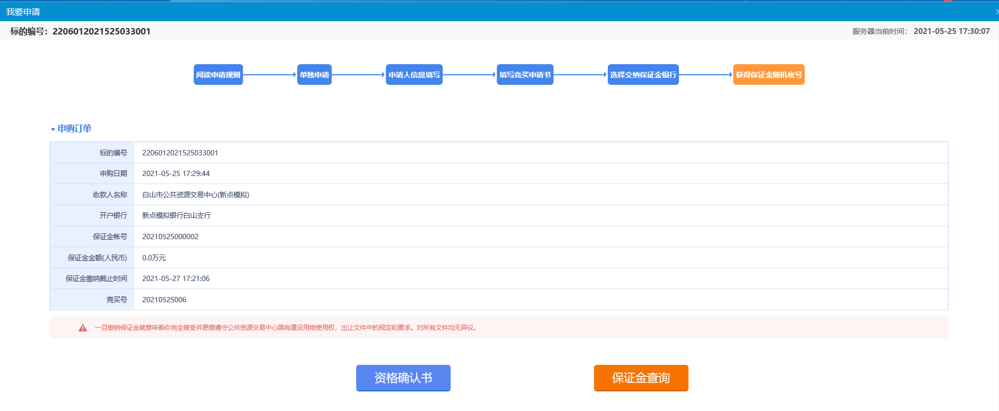 我要申请
标的编号：2206012021525033001
服务器当前时间： 2021-05-25 17:30:07
阅读申请规则 单独申请 申请人信息填写 填写竞买申请书 选择交纳保证金银行 获得保证金随机帐号
• 申购订单
标的编号 2206012021525033001
申购日期 2021-05-25 17:29:44
收款人名称 白山市公共资源交易中心(新点模拟)
开户银行 新点模拟银行白山支行
保证金帐号 20210525000002
保证金金额(人民币) 0.0万元
保证金缴纳截止时间 2021-05-27 17:21:06
竞买号 20210525006
一旦缴纳保证金就意味着你完全接受并愿意遵守公共资源交易中心国有建设用地使用权，出让文件中的规定和要求。对所有文件均无异议。
资格确认书 保证金查询